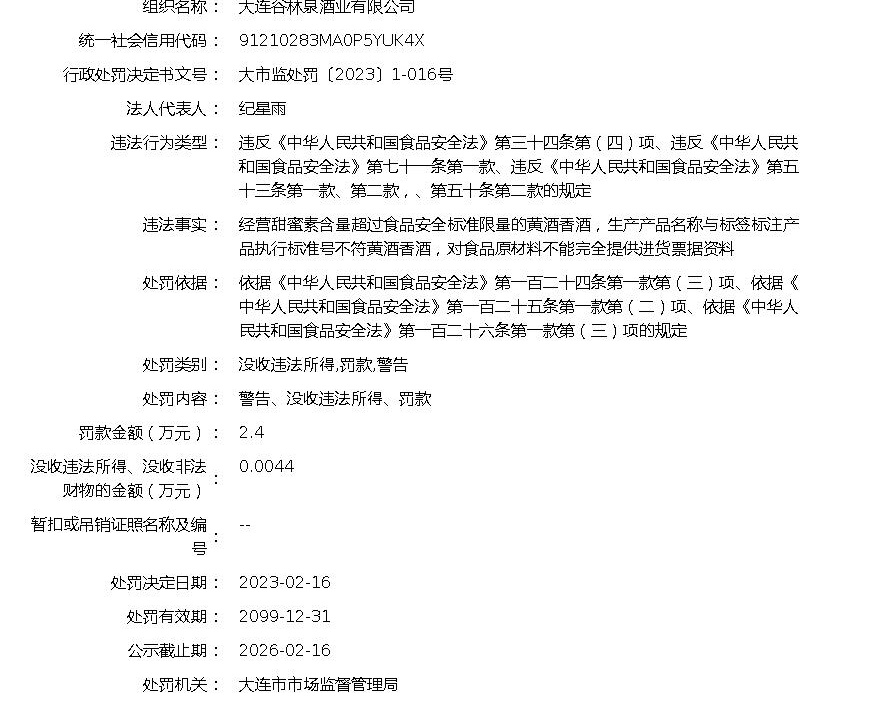 组织名称： 大连谷林泉酒业有限公司
统一社会信用代码： 91210283MA0P5YUK4X
行政处罚决定书文号： 大市监处罚〔2023〕1-016号
法人代表人： 纪星雨
违法行为类型： 违反《中华人民共和国食品安全法》第三十四条第（四）项、违反《中华人民共
和国食品安全法》第七十一条第一款、违反《中华人民共和国食品安全法》第五
十三条第一款、第二款，、第五十条第二款的规定
违法事实： 经营甜蜜素含量超过食品安全标准限量的黄酒香酒，生产产品名称与标签标注产
品执行标准号不符黄酒香酒，对食品原材料不能完全提供进货票据资料
处罚依据： 依据《中华人民共和国食品安全法》第一百二十四条第一款第（三）项、依据《
中华人民共和国食品安全法》第一百二十五条第一款第（二）项、依据《中华人
民共和国食品安全法》第一百二十六条第一款第（三）项的规定
处罚类别： 没收违法所得,罚款,警告
处罚内容： 警告、没收违法所得、罚款
罚款金额（万元）： 2.4
没收违法所得、没收非法
财物的金额（万元）： 0.0044
暂扣或吊销证照名称及编
号： --
处罚决定日期： 2023-02-16
处罚有效期： 2099-12-31
公示截止期： 2026-02-16
处罚机关： 大连市市场监督管理局